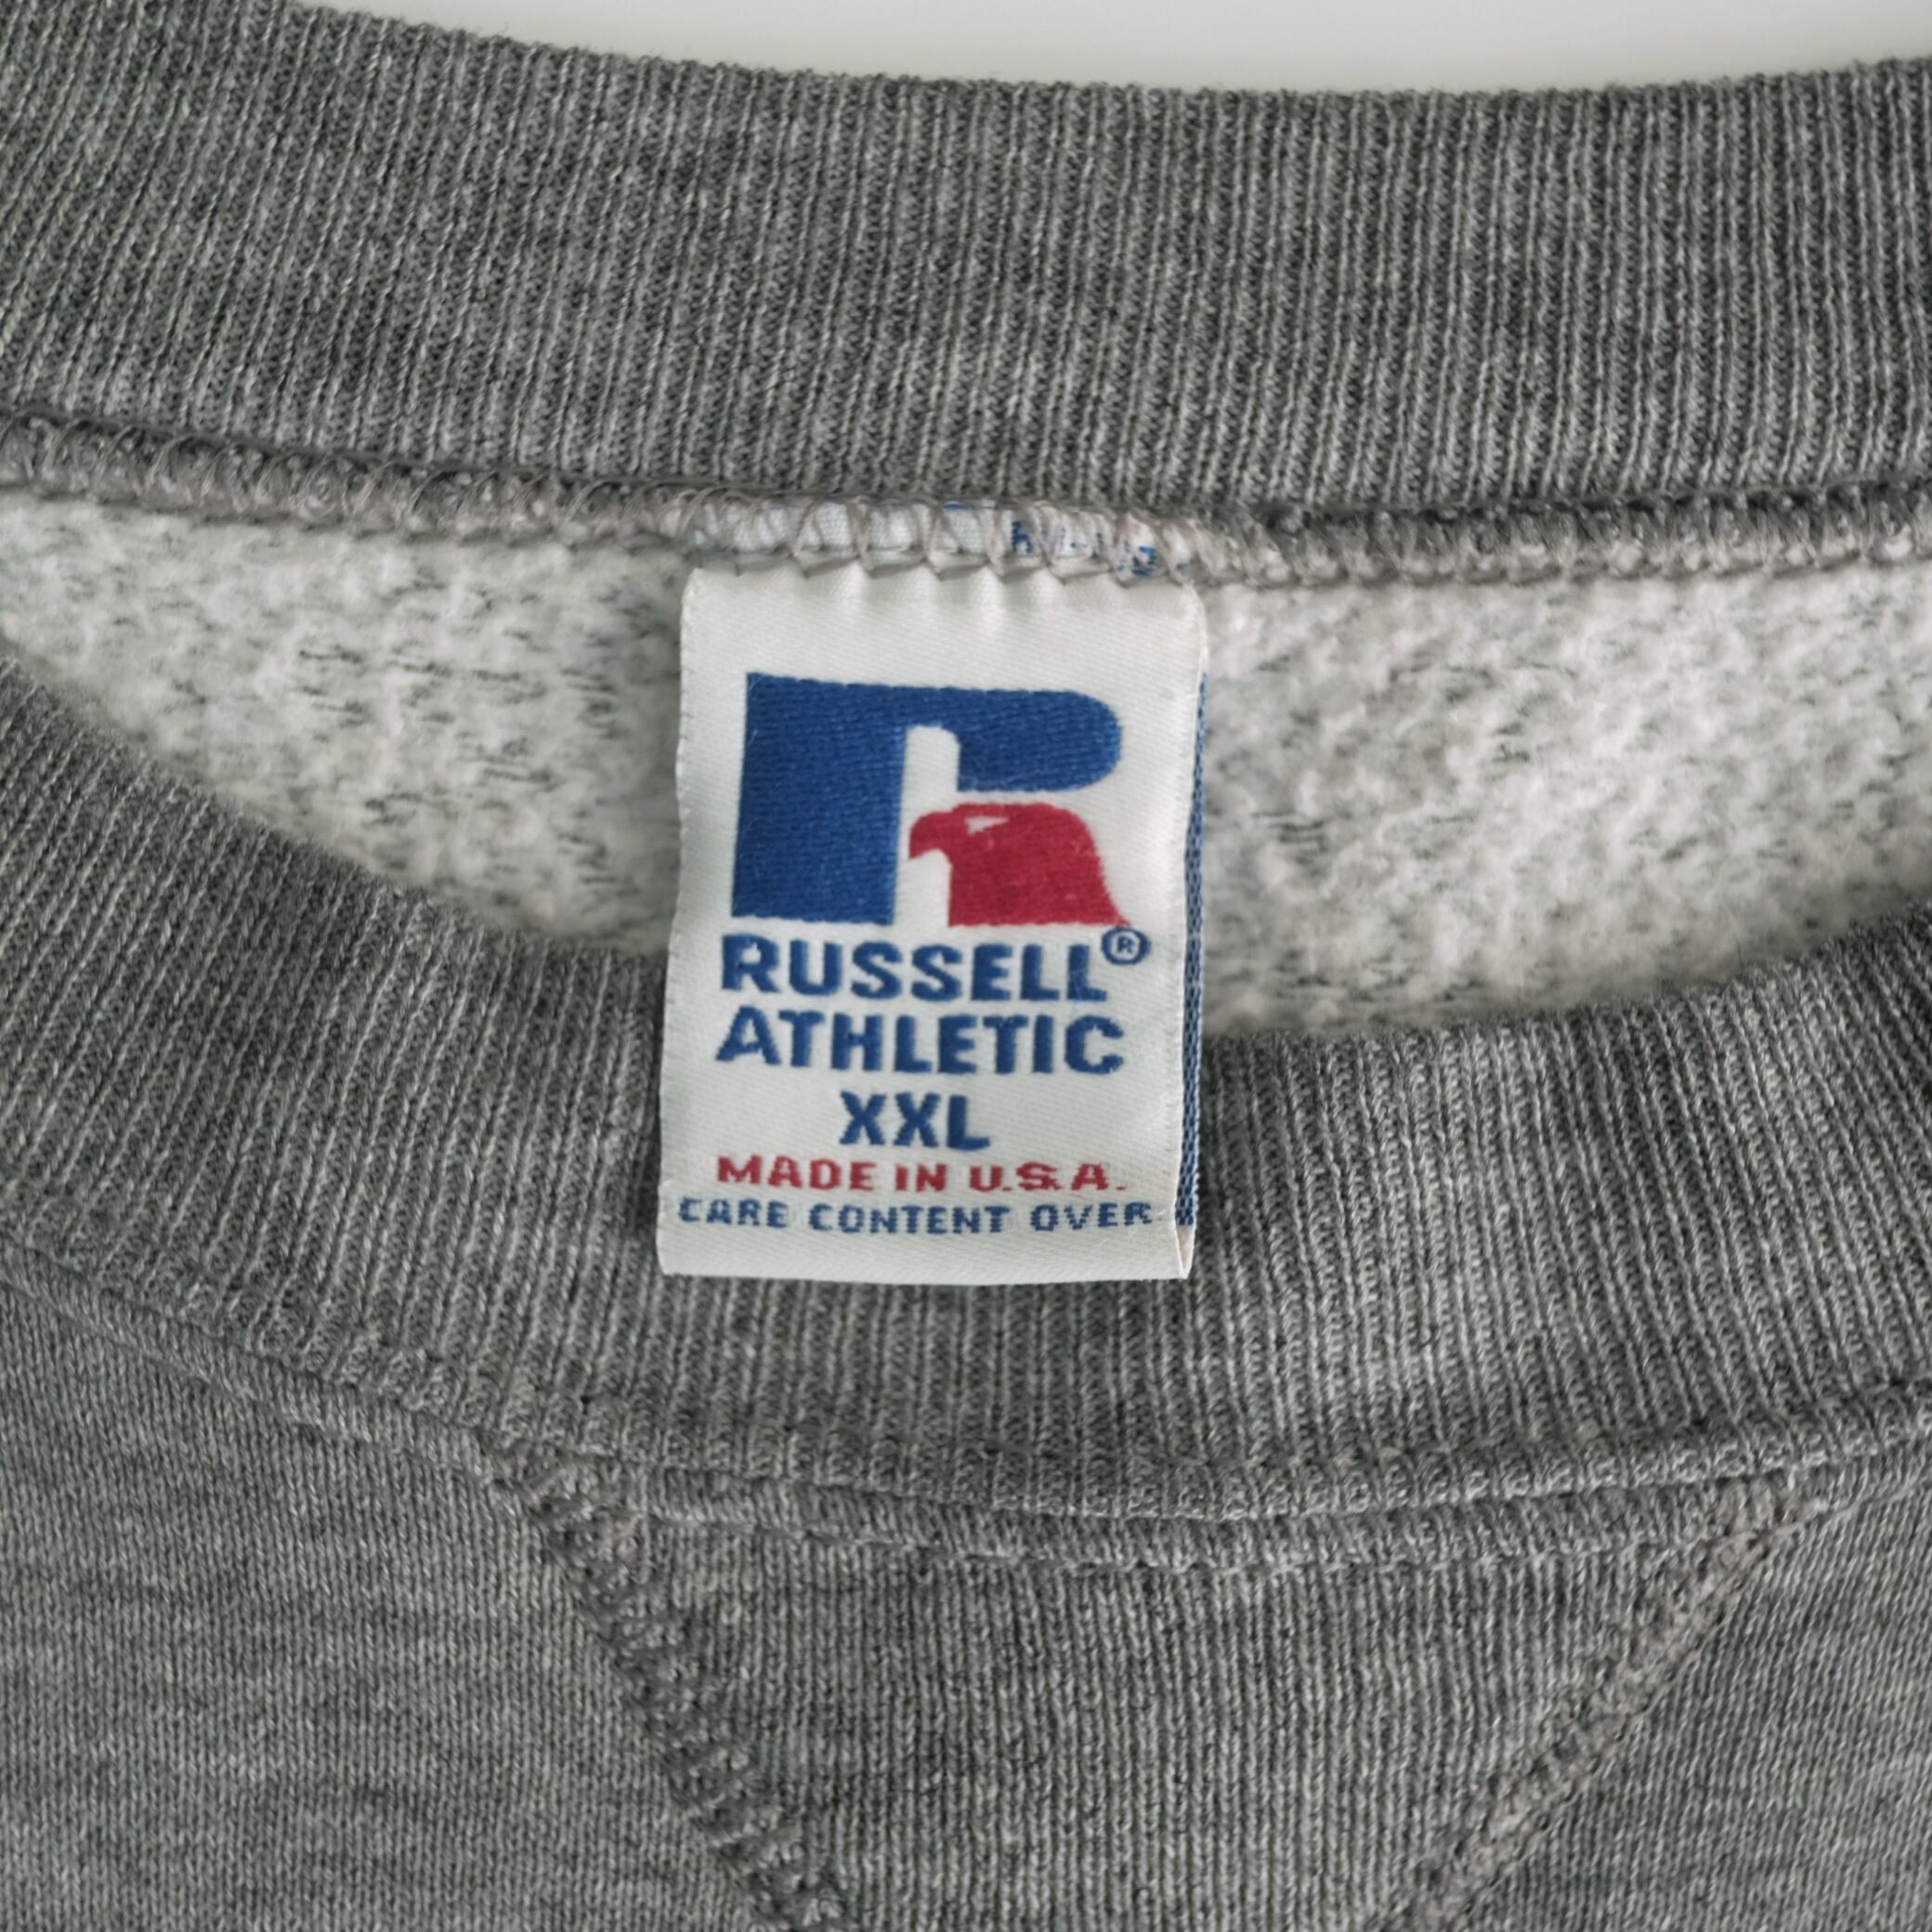 RUSSELL®
ATHLETIC
XXL
MADE IN U.S.A.
CARE CONTENT OVER